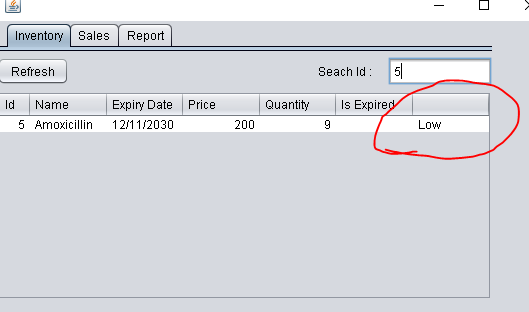 Inventory Sales Report
Refresh Seach Id : 5
Id Name Expiry Date Price Quantity Is Expired
5 Amoxicillin 12/11/2030 200 9 Low